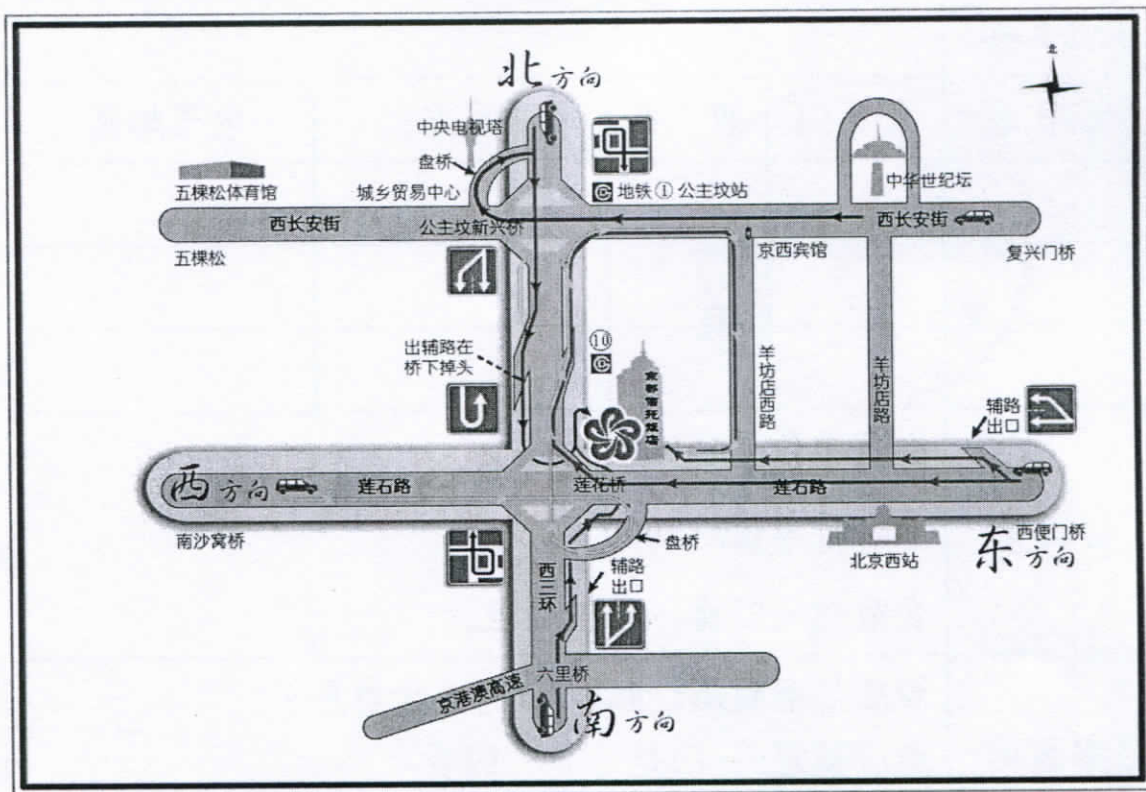 北
北方向
中央电视塔
盘桥
五棵松体育馆
城乡贸易中心
地铁①公主坟站
中华世纪坛
西长安街
公主坟新兴桥
西长安街
五棵松
京西宾馆
复兴门桥
出辅路在
桥下掉头
⑩
羊坊店西路
羊坊店路
辅路
出口
西方向
莲石路
莲花桥
莲石路
南沙窝桥
盘桥
北京西站
西便门桥
东方向
西三环
辅路
出口
京港澳高速
六里桥
南方向